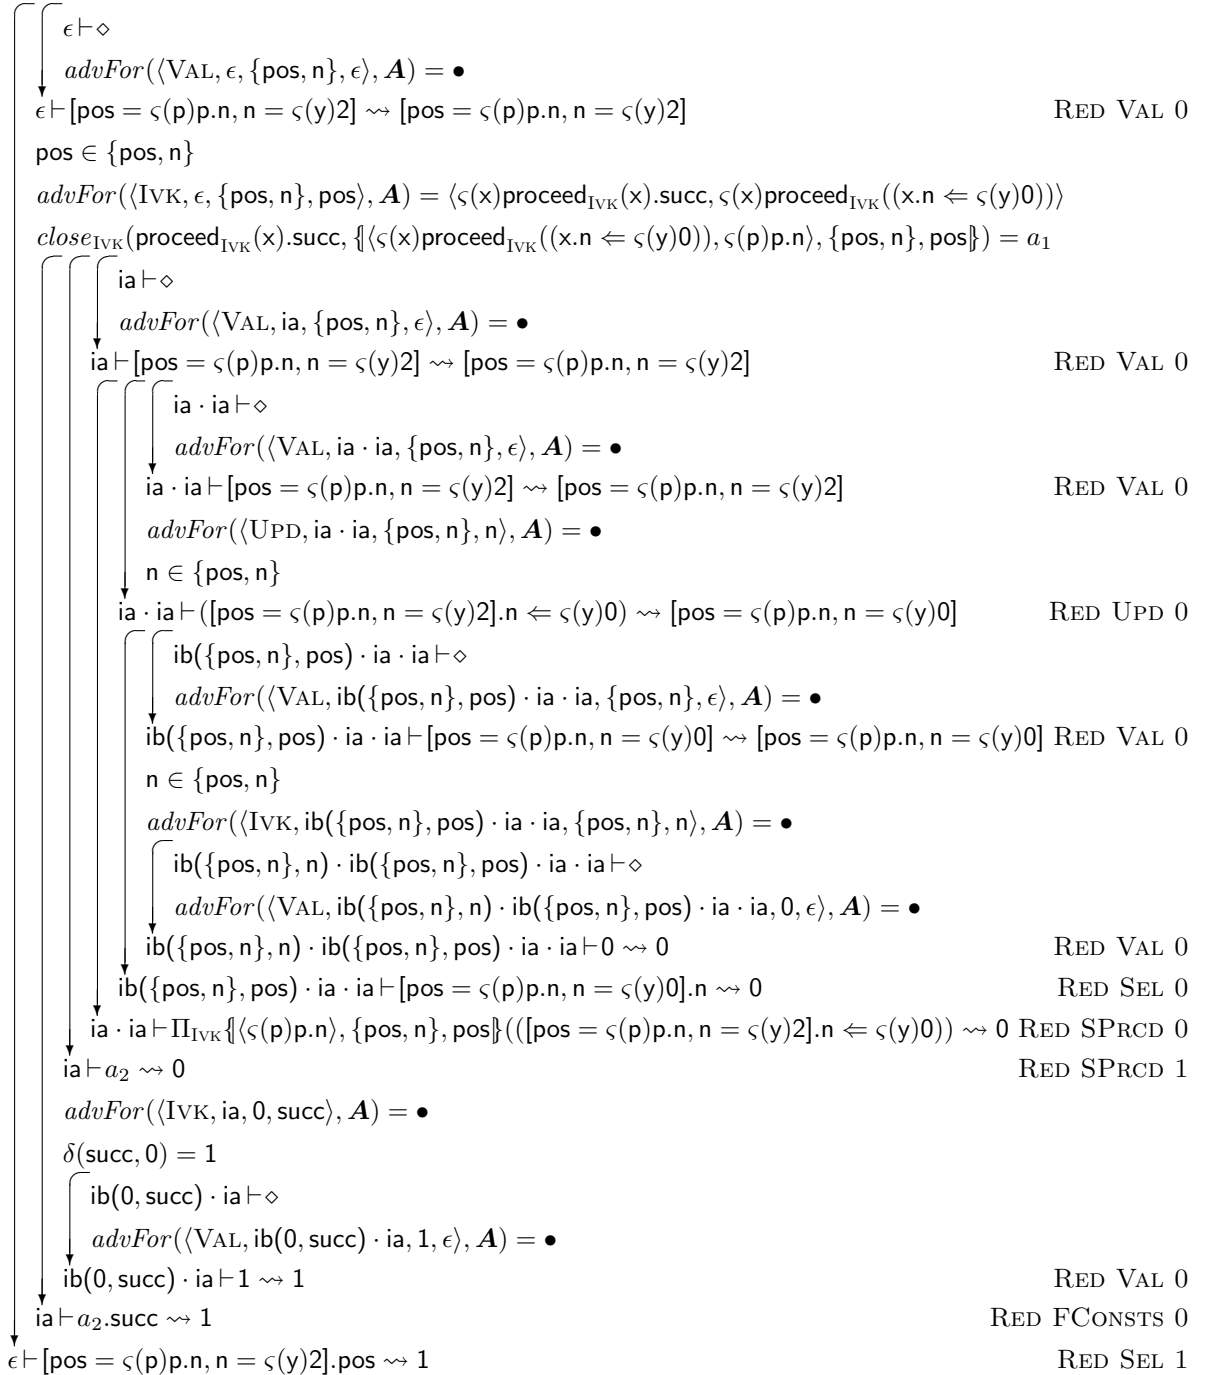 ϵ ⊢ ⋄
advFor(⟨VAL, ϵ, {pos, n}, ϵ⟩, A) = •
ϵ ⊢ [pos = ς(p)p.n, n = ς(y)2] ⇝ [pos = ς(p)p.n, n = ς(y)2] RED VAL 0
pos ∈ {pos, n}
advFor(⟨IVK, ϵ, {pos, n}, pos⟩, A) = ⟨ς(x)proceed_IVK(x).succ, ς(x)proceed_IVK((x.n ⇐ ς(y)0))⟩
close_IVK(proceed_IVK(x).succ, {|⟨ς(x)proceed_IVK((x.n ⇐ ς(y)0)), ς(p)p.n⟩, {pos, n}, pos|}) = a₁
ia ⊢ ⋄
advFor(⟨VAL, ia, {pos, n}, ϵ⟩, A) = •
ia ⊢ [pos = ς(p)p.n, n = ς(y)2] ⇝ [pos = ς(p)p.n, n = ς(y)2] RED VAL 0
ia · ia ⊢ ⋄
advFor(⟨VAL, ia · ia, {pos, n}, ϵ⟩, A) = •
ia · ia ⊢ [pos = ς(p)p.n, n = ς(y)2] ⇝ [pos = ς(p)p.n, n = ς(y)2] RED VAL 0
advFor(⟨UPD, ia · ia, {pos, n}, n⟩, A) = •
n ∈ {pos, n}
ia · ia ⊢ ([pos = ς(p)p.n, n = ς(y)2].n ⇐ ς(y)0) ⇝ [pos = ς(p)p.n, n = ς(y)0] RED UPD 0
ib({pos, n}, pos) · ia · ia ⊢ ⋄
advFor(⟨VAL, ib({pos, n}, pos) · ia · ia, {pos, n}, ϵ⟩, A) = •
ib({pos, n}, pos) · ia · ia ⊢ [pos = ς(p)p.n, n = ς(y)0] ⇝ [pos = ς(p)p.n, n = ς(y)0] RED VAL 0
n ∈ {pos, n}
advFor(⟨IVK, ib({pos, n}, pos) · ia · ia, {pos, n}, n⟩, A) = •
ib({pos, n}, n) · ib({pos, n}, pos) · ia · ia ⊢ ⋄
advFor(⟨VAL, ib({pos, n}, n) · ib({pos, n}, pos) · ia · ia, 0, ϵ⟩, A) = •
ib({pos, n}, n) · ib({pos, n}, pos) · ia · ia ⊢ 0 ⇝ 0 RED VAL 0
ib({pos, n}, pos) · ia · ia ⊢ [pos = ς(p)p.n, n = ς(y)0].n ⇝ 0 RED SEL 0
ia · ia ⊢ Π_IVK{|⟨ς(p)p.n⟩, {pos, n}, pos|}(([pos = ς(p)p.n, n = ς(y)2].n ⇐ ς(y)0)) ⇝ 0 RED SPRCD 0
ia ⊢ a₂ ⇝ 0 RED SPRCD 1
advFor(⟨IVK, ia, 0, succ⟩, A) = •
δ(succ, 0) = 1
ib(0, succ) · ia ⊢ ⋄
advFor(⟨VAL, ib(0, succ) · ia, 1, ϵ⟩, A) = •
ib(0, succ) · ia ⊢ 1 ⇝ 1 RED VAL 0
ia ⊢ a₂.succ ⇝ 1 RED FCONSTS 0
ϵ ⊢ [pos = ς(p)p.n, n = ς(y)2].pos ⇝ 1 RED SEL 1